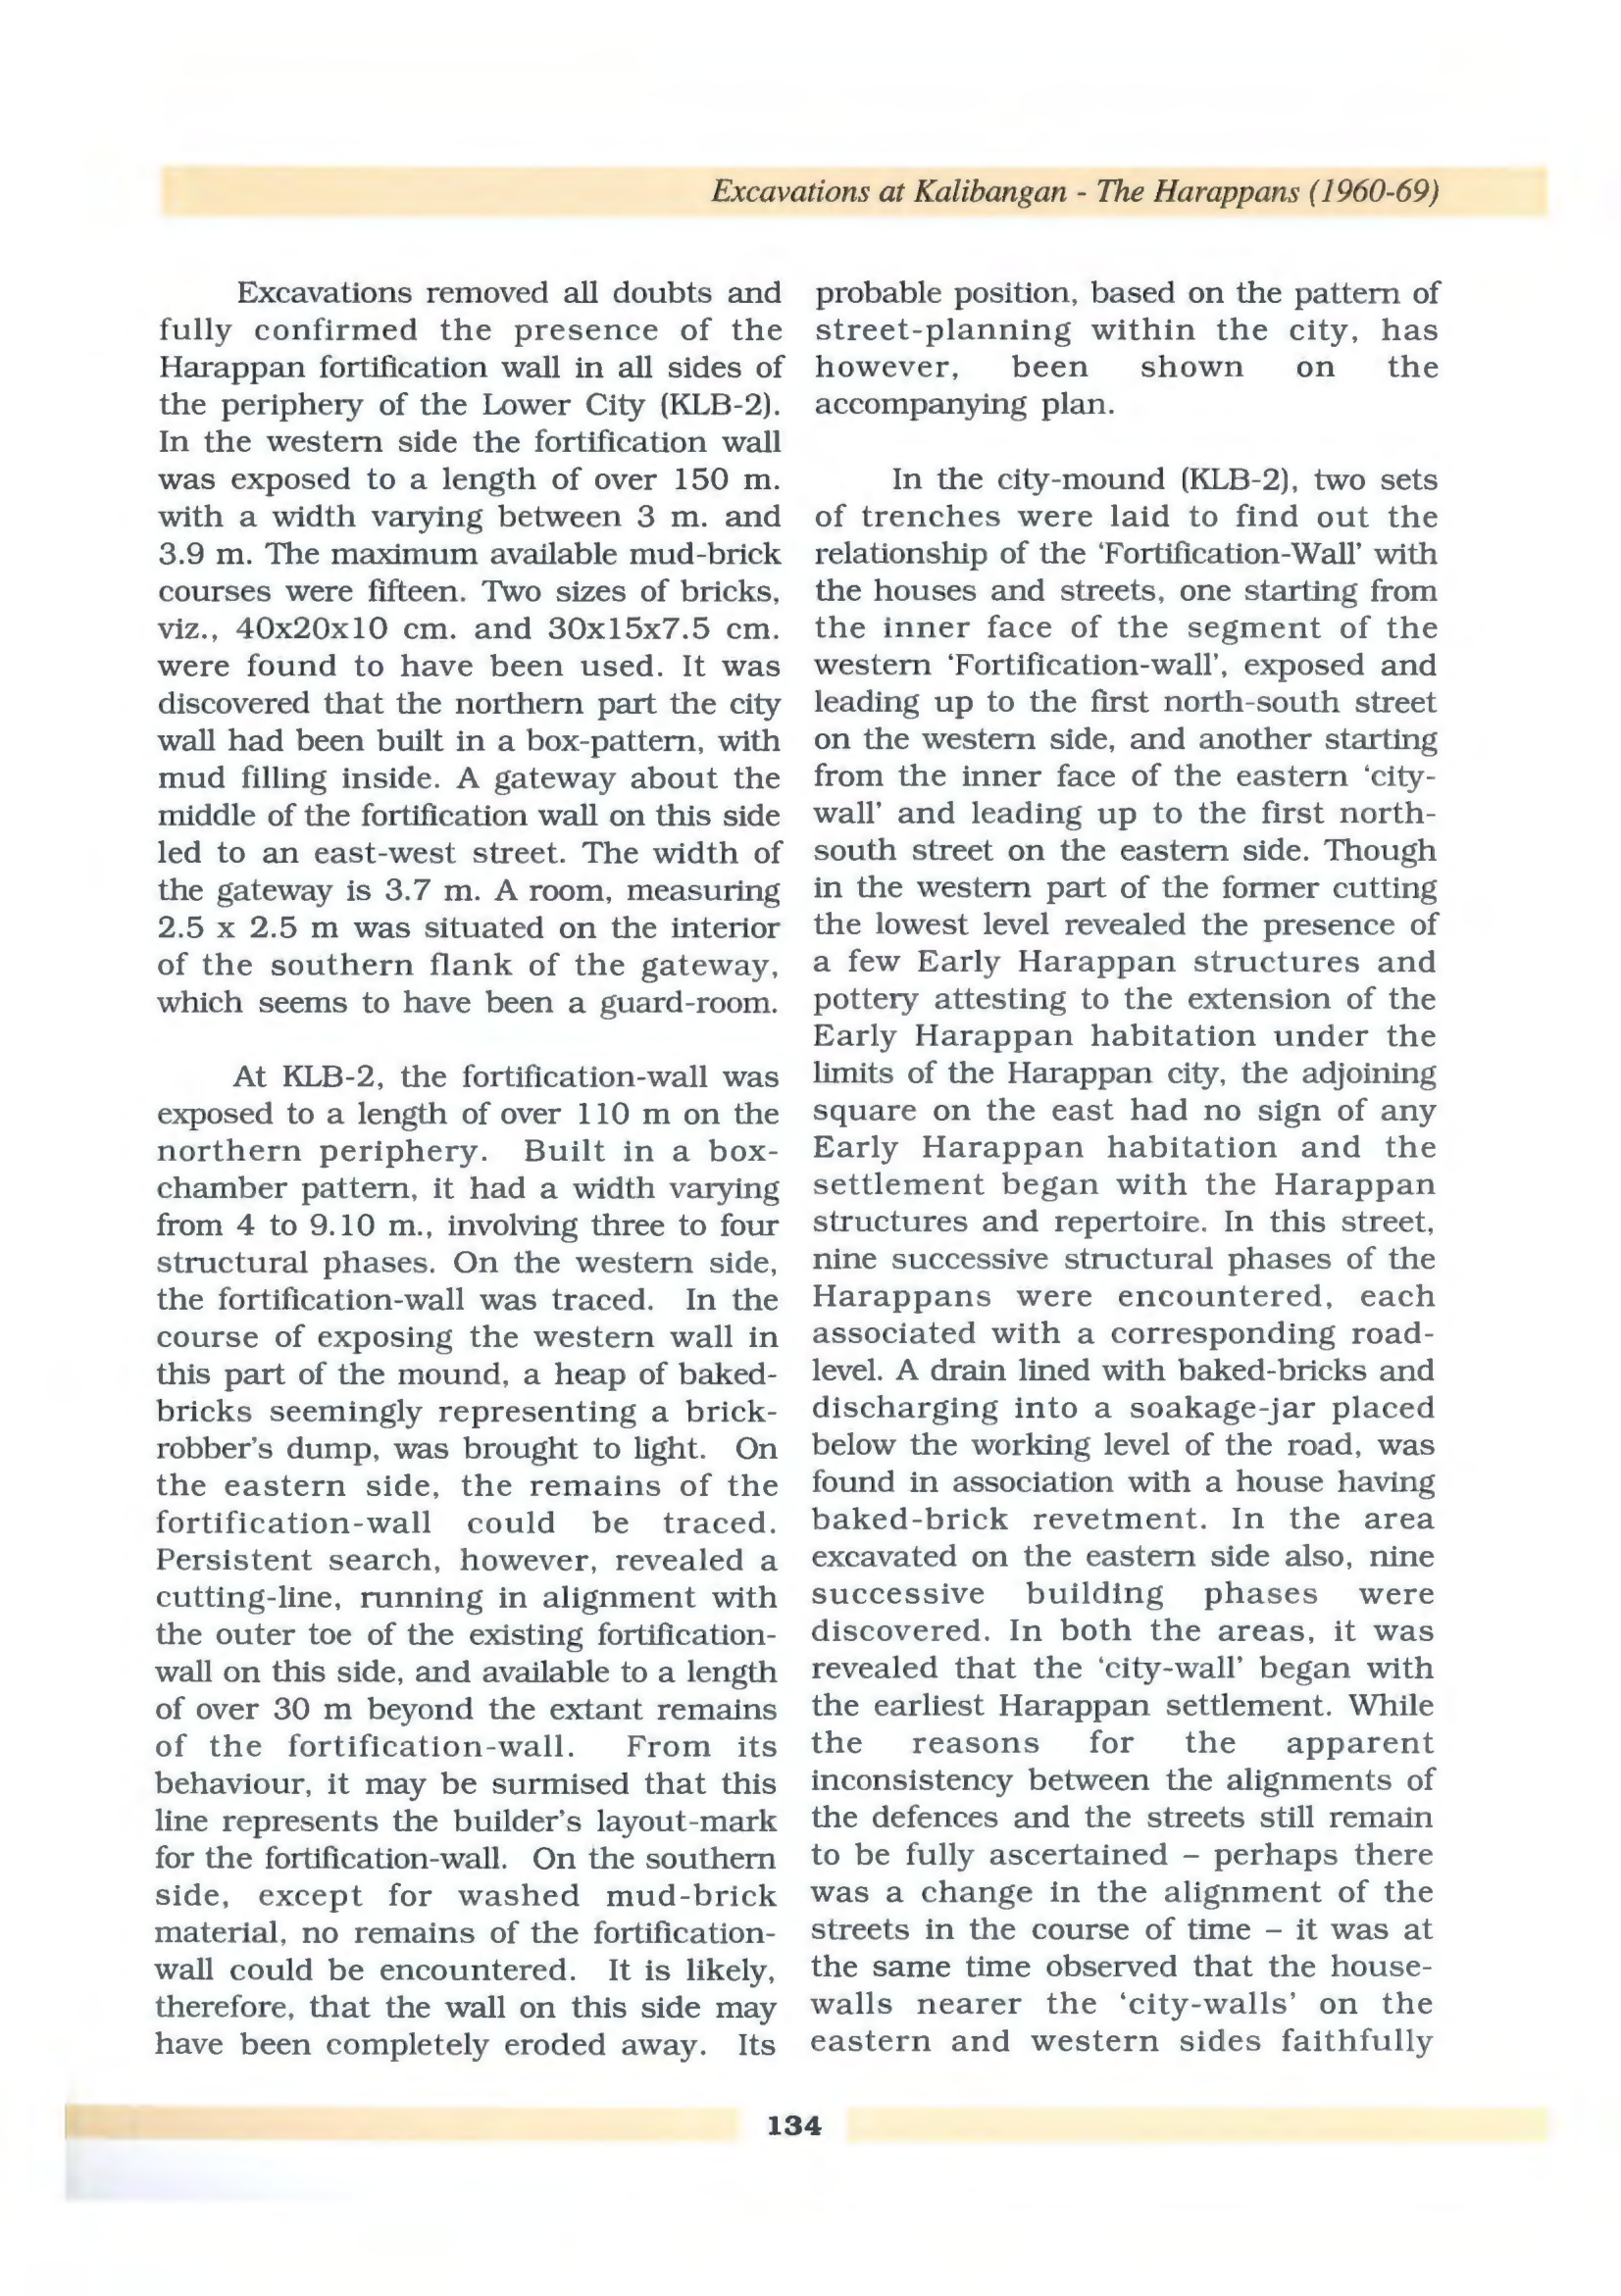 Excavations at Kalibangan - The Harappans (1960-69)
Excavations removed all doubts and
fully confirmed the presence of the
Harappan fortification wall in all sides of
the periphery of the Lower City (KLB-2).
In the western side the fortification wall
was exposed to a length of over 150 m.
with a width varying between 3 m. and
3.9 m. The maximum available mud-brick
courses were fifteen. Two sizes of bricks,
viz., 40x20x10 cm. and 30x15x7.5 cm.
were found to have been used. It was
discovered that the northern part the city
wall had been built in a box-pattern, with
mud filling inside. A gateway about the
middle of the fortification wall on this side
led to an east-west street. The width of
the gateway is 3.7 m. A room, measuring
2.5 x 2.5 m was situated on the interior
of the southern flank of the gateway,
which seems to have been a guard-room.
At KLB-2, the fortification-wall was
exposed to a length of over 110 m on the
northern periphery. Built in a box-
chamber pattern, it had a width varying
from 4 to 9.10 m., involving three to four
structural phases. On the western side,
the fortification-wall was traced. In the
course of exposing the western wall in
this part of the mound, a heap of baked-
bricks seemingly representing a brick-
robber's dump, was brought to light. On
the eastern side, the remains of the
fortification-wall could be traced.
Persistent search, however, revealed a
cutting-line, running in alignment with
the outer toe of the existing fortification-
wall on this side, and available to a length
of over 30 m beyond the extant remains
of the fortification-wall. From its
behaviour, it may be surmised that this
line represents the builder's layout-mark
for the fortification-wall. On the southern
side, except for washed mud-brick
material, no remains of the fortification-
wall could be encountered. It is likely,
therefore, that the wall on this side may
have been completely eroded away. Its
probable position, based on the pattern of
street-planning within the city, has
however, been shown on the
accompanying plan.
In the city-mound (KLB-2), two sets
of trenches were laid to find out the
relationship of the 'Fortification-Wall' with
the houses and streets, one starting from
the inner face of the segment of the
western 'Fortification-wall', exposed and
leading up to the first north-south street
on the western side, and another starting
from the inner face of the eastern 'city-
wall' and leading up to the first north-
south street on the eastern side. Though
in the western part of the former cutting
the lowest level revealed the presence of
a few Early Harappan structures and
pottery attesting to the extension of the
Early Harappan habitation under the
limits of the Harappan city, the adjoining
square on the east had no sign of any
Early Harappan habitation and the
settlement began with the Harappan
structures and repertoire. In this street,
nine successive structural phases of the
Harappans were encountered, each
associated with a corresponding road-
level. A drain lined with baked-bricks and
discharging into a soakage-jar placed
below the working level of the road, was
found in association with a house having
baked-brick revetment. In the area
excavated on the eastern side also, nine
successive building phases were
discovered. In both the areas, it was
revealed that the 'city-wall' began with
the earliest Harappan settlement. While
the reasons for the apparent
inconsistency between the alignments of
the defences and the streets still remain
to be fully ascertained – perhaps there
was a change in the alignment of the
streets in the course of time – it was at
the same time observed that the house-
walls nearer the 'city-walls' on the
eastern and western sides faithfully
134